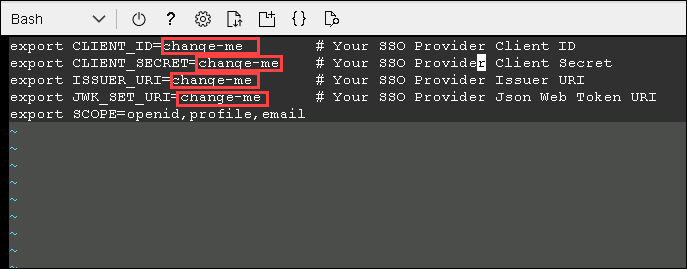 Bash
?
{}
export CLIENT_ID=change-me # Your SSO Provider Client ID
export CLIENT_SECRET=change-me # Your SSO Provider Client Secret
export ISSUER_URI=change-me # Your SSO Provider Issuer URI
export JWK_SET_URI=change-me # Your SSO Provider Json Web Token URI
export SCOPE=openid,profile,email
~
~
~
~
~
~
~
~
~